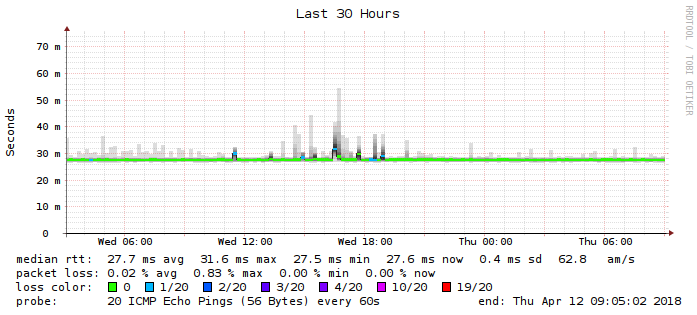 Last 30 Hours
RRDTOOL / TOBI OETIKER
Seconds
70 m
60 m
50 m
40 m
30 m
20 m
10 m
0
Wed 06:00 Wed 12:00 Wed 18:00 Thu 00:00 Thu 06:00
median rtt: 27.7 ms avg 31.6 ms max 27.5 ms min 27.6 ms now 0.4 ms sd 62.8 am/s
packet loss: 0.02 % avg 0.83 % max 0.00 % min 0.00 % now
loss color: 0 1/20 2/20 3/20 4/20 10/20 19/20
probe: 20 ICMP Echo Pings (56 Bytes) every 60s end: Thu Apr 12 09:05:02 2018